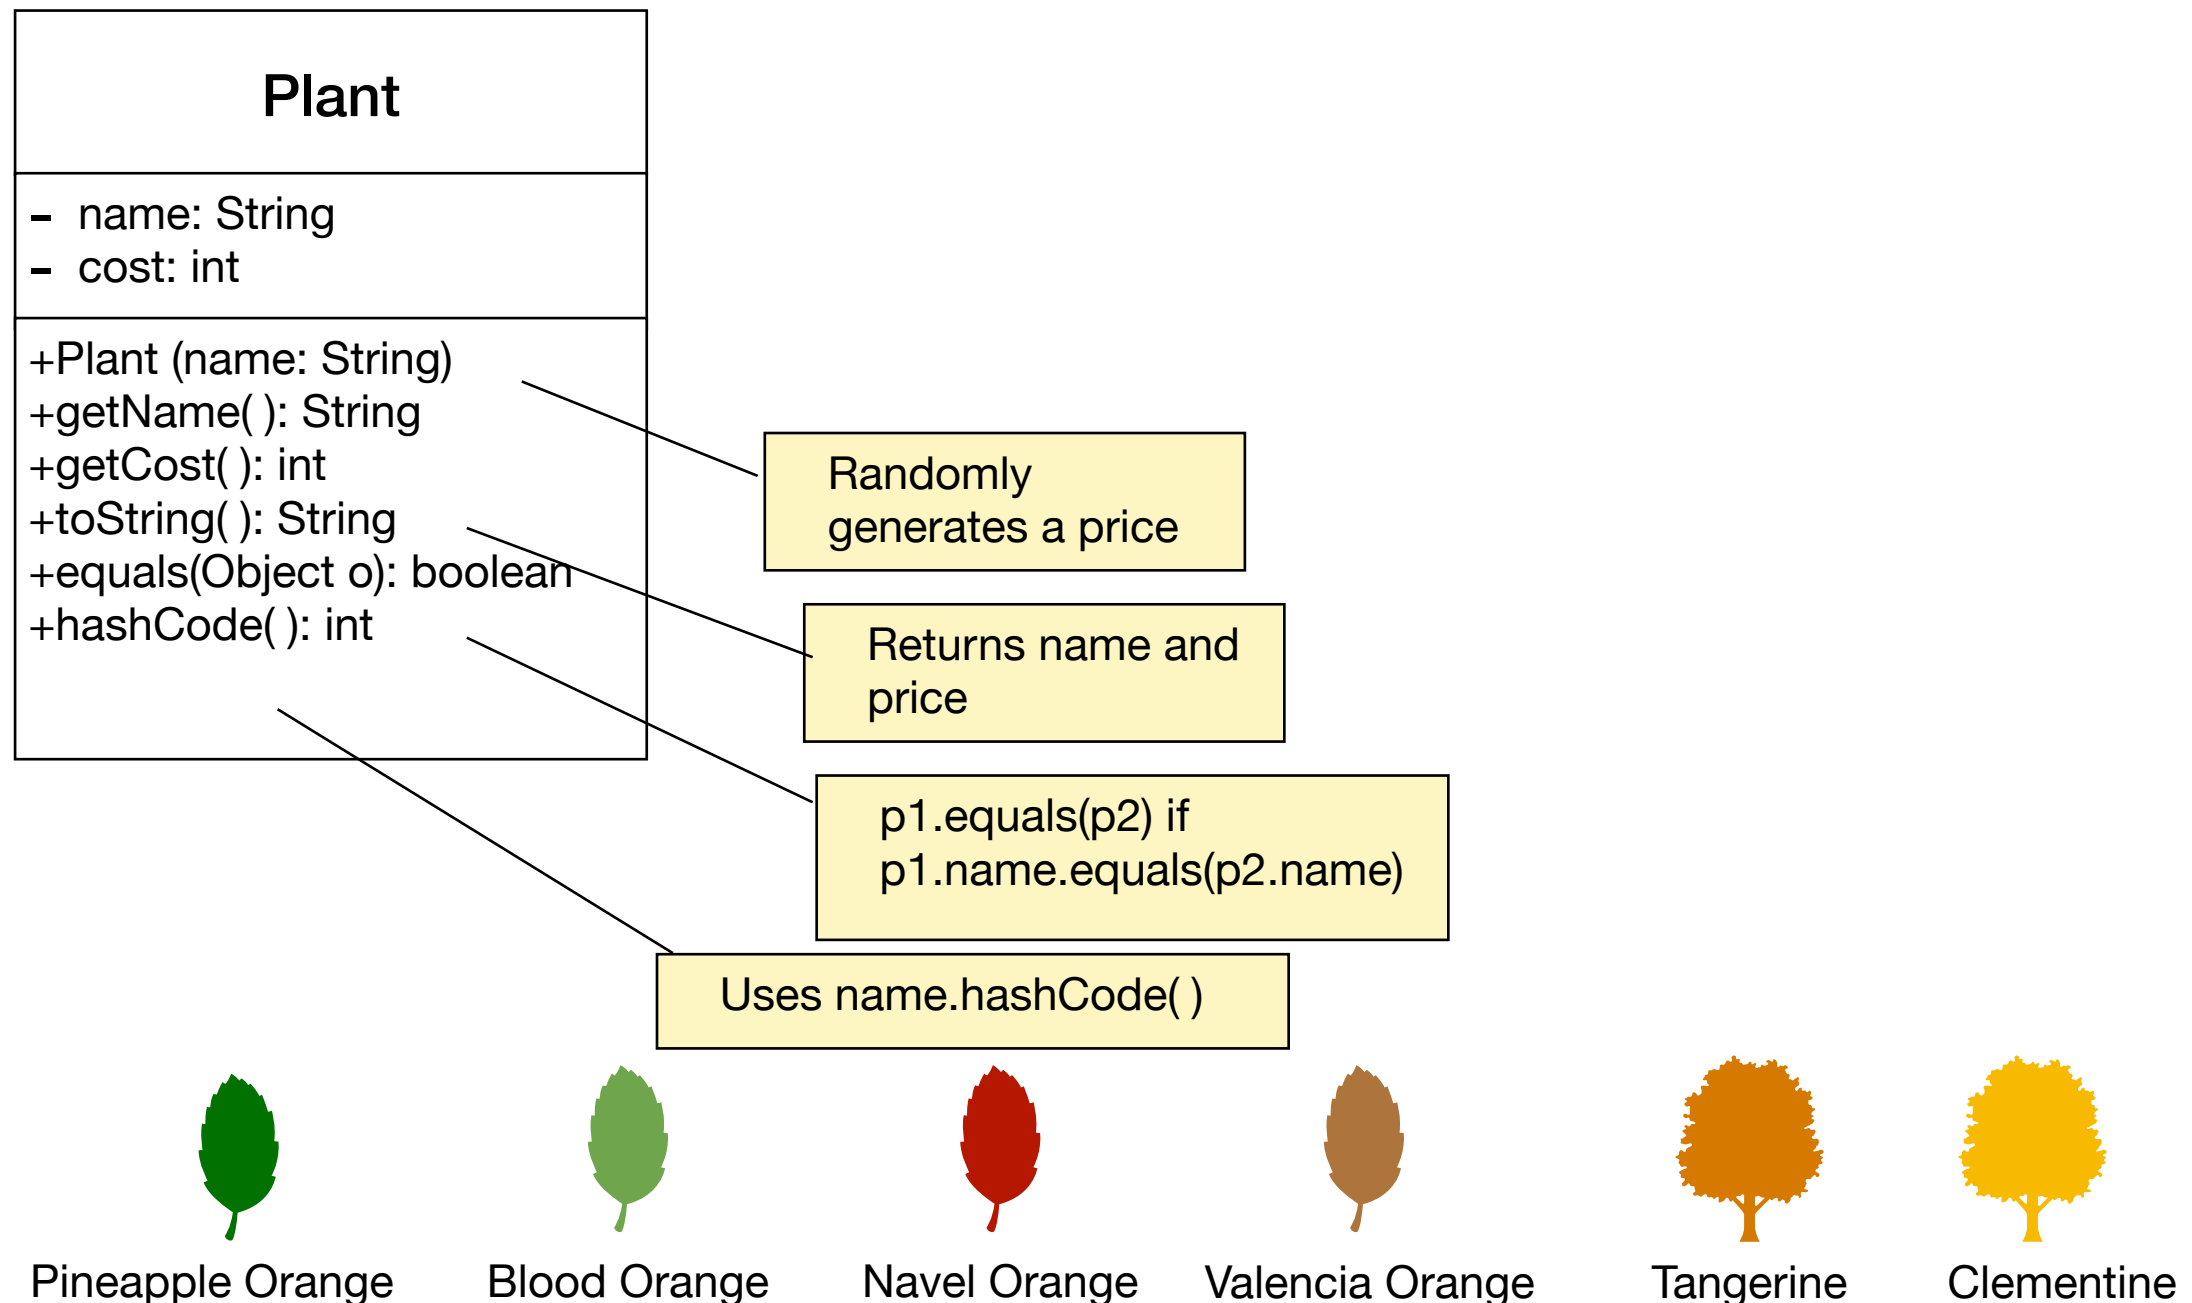 Plant
- name: String
- cost: int
+Plant (name: String)
+getName( ): String
+getCost( ): int
+toString( ): String
+equals(Object o): boolean
+hashCode( ): int
Randomly
generates a price
Returns name and
price
p1.equals(p2) if
p1.name.equals(p2.name)
Uses name.hashCode( )
Pineapple Orange
Blood Orange
Navel Orange
Valencia Orange
Tangerine
Clementine